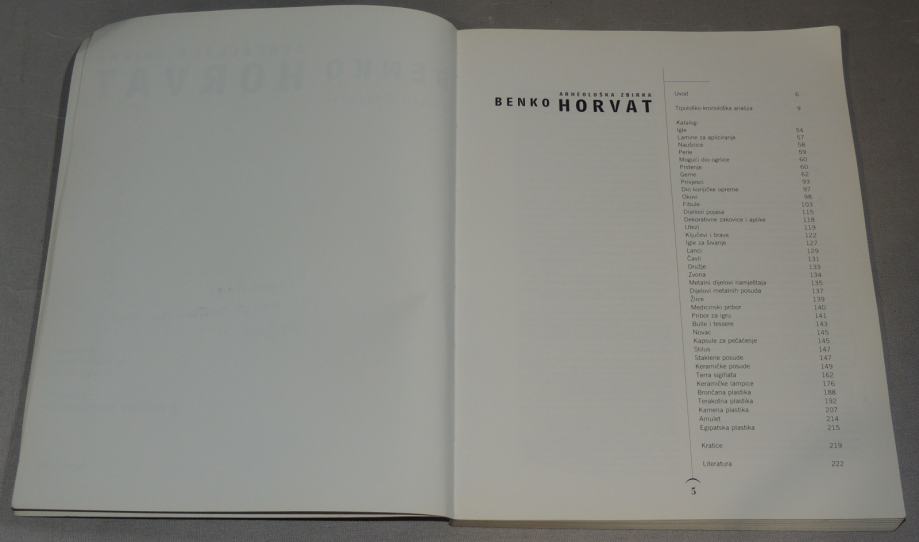 ARHEOLOŠKA ZBIRKA
BENKO HORVAT
Uvod 6
Tipološko-kronološka analiza 9
Katalog:
Igle 54
Lamine za apliciranje 57
Naušnice 58
Perle 59
Mogući dio ogrlice 60
Prstenje 60
Geme 62
Privjesci 93
Dio konjičke opreme 97
Okovi 98
Fibule 103
Dijelovi pojasa 115
Dekorativne zakovice i aplike 118
Utezi 119
Ključevi i brave 122
Igle za šivanje 127
Lanci 129
Čavli 131
Oružje 133
Zvona 134
Metalni dijelovi namještaja 135
Dijelovi metalnih posuda 137
Žlice 139
Medicinski pribor 140
Pribor za igru 141
Bulle i tessere 143
Novac 145
Kapsule za pečaćenje 145
Stilus 147
Staklene posude 147
Keramičke posude 149
Terra sigillata 162
Keramičke lampice 176
Brončana plastika 188
Terakotna plastika 192
Kamena plastika 207
Amulet 214
Egipatska plastika 215
Kratice 219
Literatura 222
5